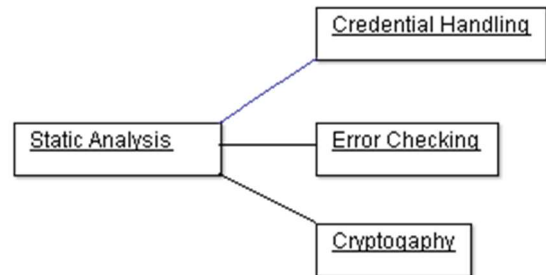 Credential Handling
Static Analysis
Error Checking
Cryptogaphy